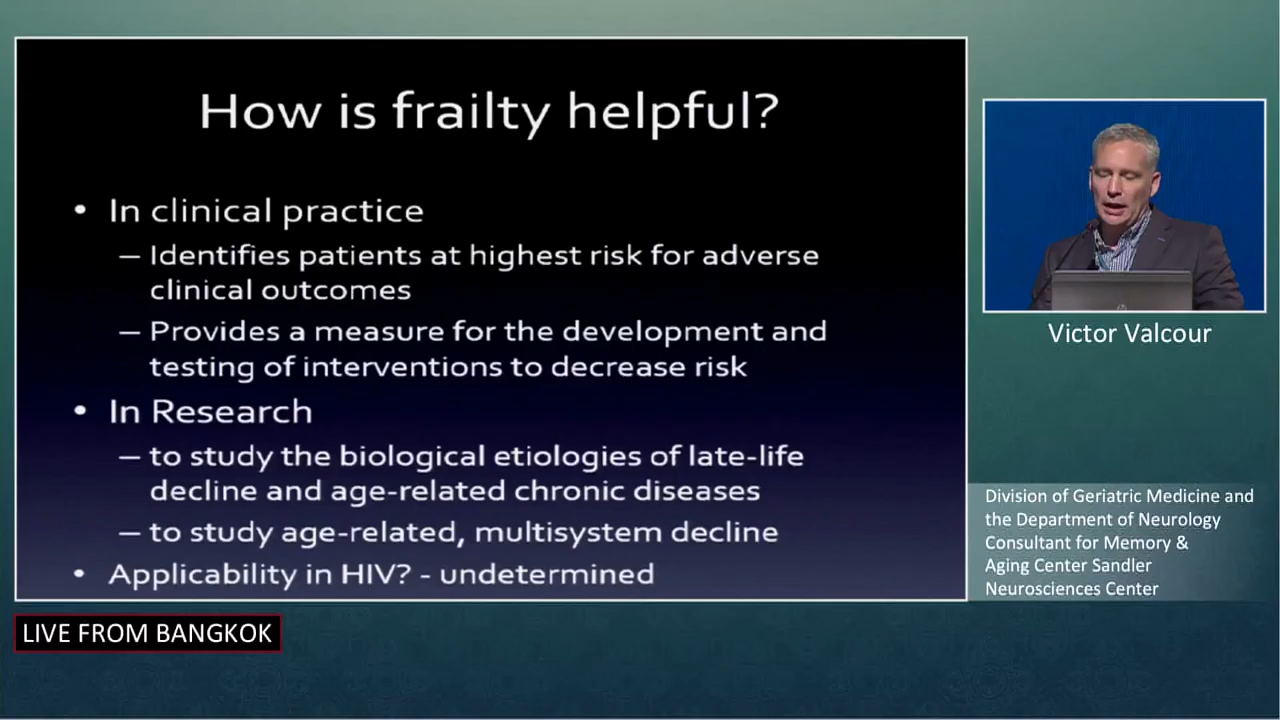 How is frailty helpful?
• In clinical practice
– Identifies patients at highest risk for adverse
clinical outcomes
– Provides a measure for the development and
testing of interventions to decrease risk
• In Research
– to study the biological etiologies of late-life
decline and age-related chronic diseases
– to study age-related, multisystem decline
• Applicability in HIV? - undetermined
Victor Valcour
Division of Geriatric Medicine and
the Department of Neurology
Consultant for Memory &
Aging Center Sandler
Neurosciences Center
LIVE FROM BANGKOK